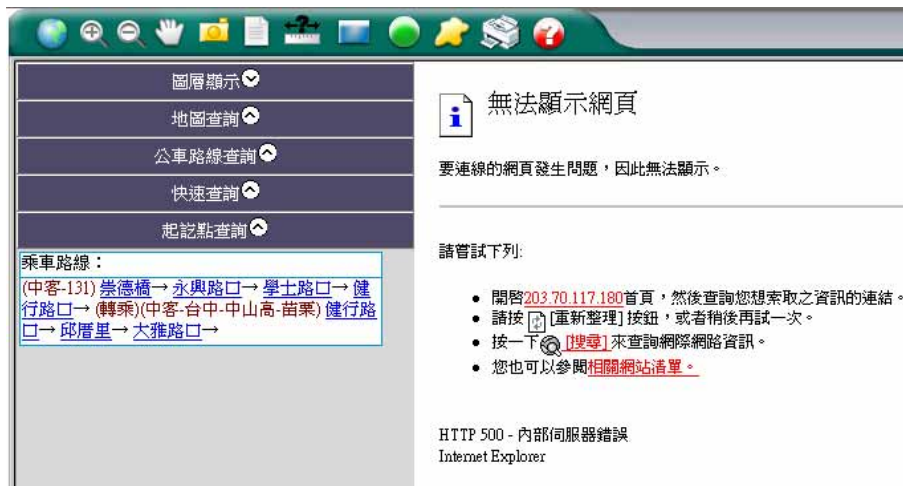 圖層顯示
地圖查詢
公車路線查詢
快速查詢
起訖點查詢
乘車路線：
(中客-131) 崇德橋→ 永興路口→ 學士路口→ 健
行路口→ (轉乘)(中客-台中-中山高-苗栗) 健行路
口→ 邱厝里→ 大雅路口→
無法顯示網頁
要連線的網頁發生問題，因此無法顯示。
請嘗試下列:
開啓203.70.117.180首頁，然後查詢您想索取之資訊的連結。
請按 [重新整理] 按鈕，或者稍後再試一次。
按一下 [搜尋] 來查詢網際網路資訊。
您也可以參閱相關網站清單。
HTTP 500 - 內部伺服器錯誤
Internet Explorer